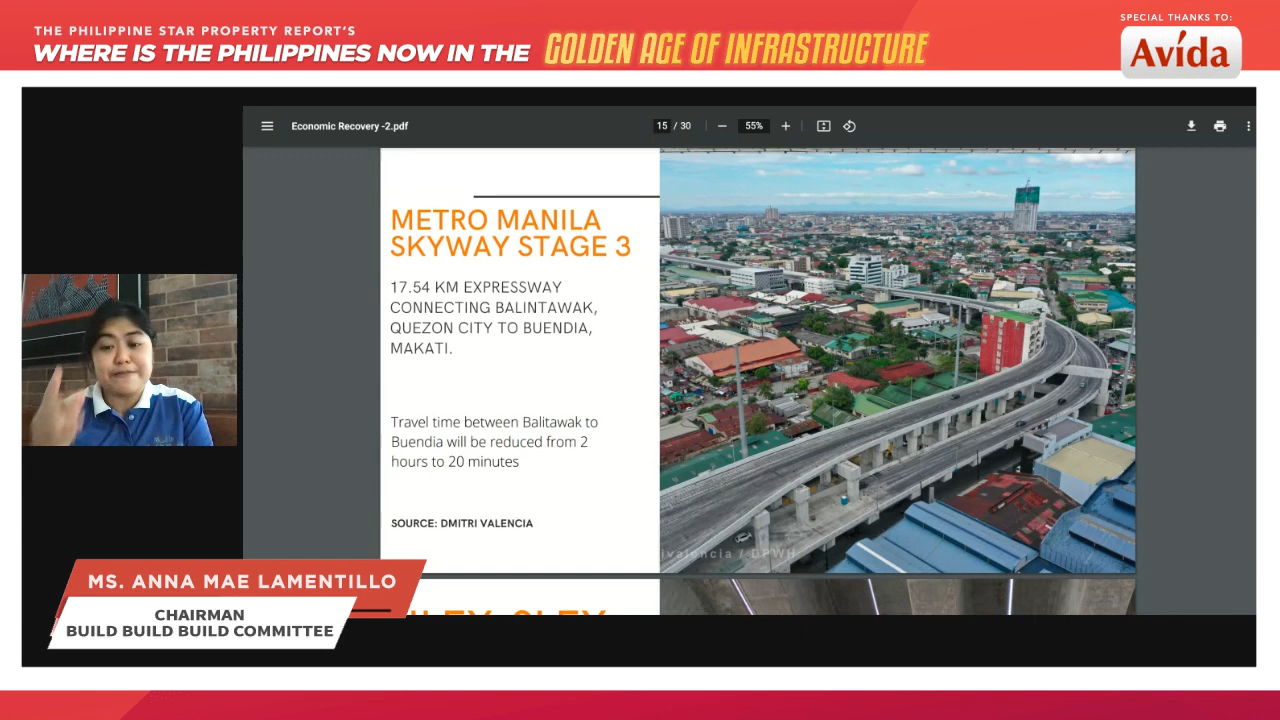 THE PHILIPPINE STAR PROPERTY REPORT'S
WHERE IS THE PHILIPPINES NOW IN THE GOLDEN AGE OF INFRASTRUCTURE
SPECIAL THANKS TO:
Avida
Economic Recovery -2.pdf
15 / 30
55%
METRO MANILA
SKYWAY STAGE 3
17.54 KM EXPRESSWAY
CONNECTING BALINTAWAK,
QUEZON CITY TO BUENDIA,
MAKATI.
Travel time between Balitawak to
Buendia will be reduced from 2
hours to 20 minutes
SOURCE: DMITRI VALENCIA
/ DPWH
MS. ANNA MAE LAMENTILLO
CHAIRMAN
BUILD BUILD BUILD COMMITTEE